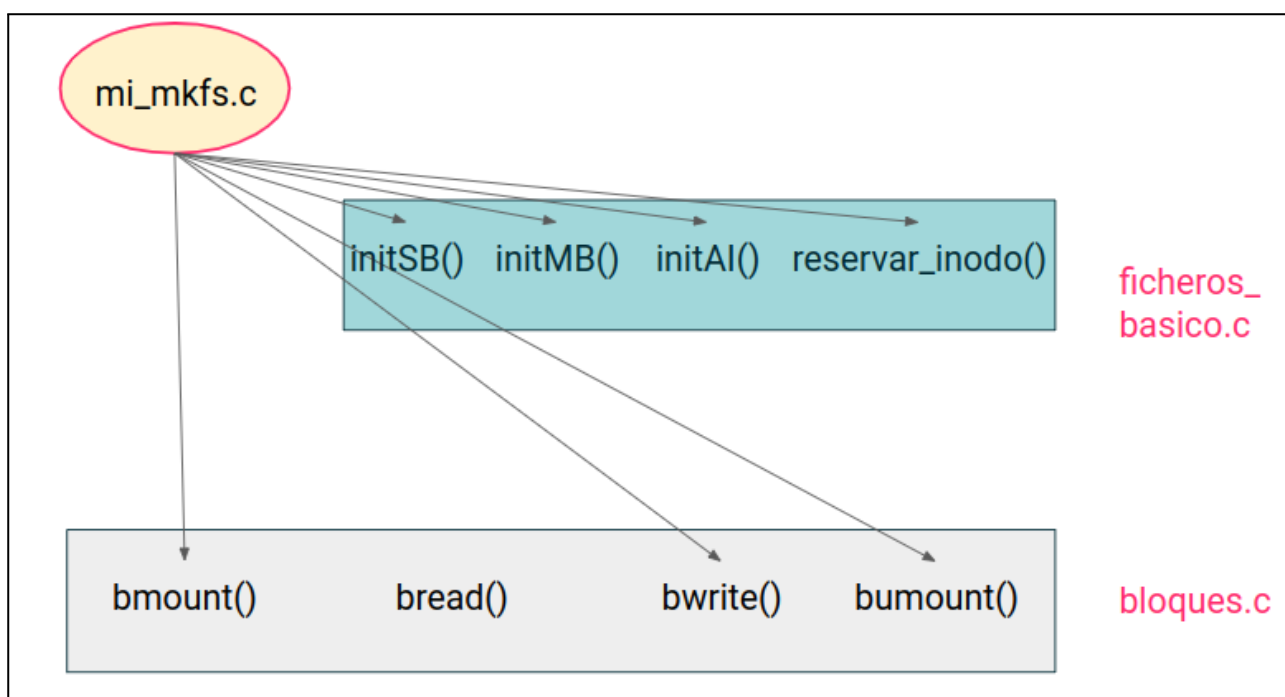 mi_mkfs.c
initSB() initMB() initAI() reservar_inodo()
ficheros_
basico.c
bmount() bread() bwrite() bumount()
bloques.c